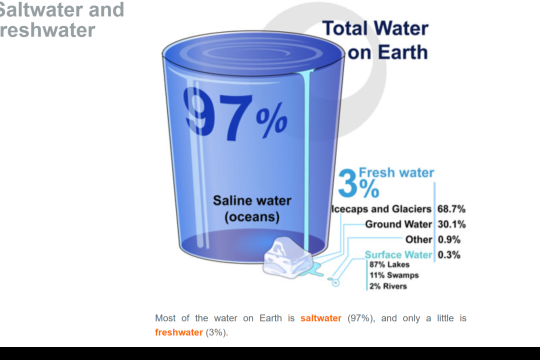 Saltwater and
reshwater
Total Water
on Earth
97%
Saline water
(oceans)
3%
Fresh water
Icecaps and Glaciers 68.7%
Ground Water 30.1%
Other 0.9%
Surface Water 0.3%
87% Lakes
11% Swamps
2% Rivers
Most of the water on Earth is saltwater (97%), and only a little is
freshwater (3%).